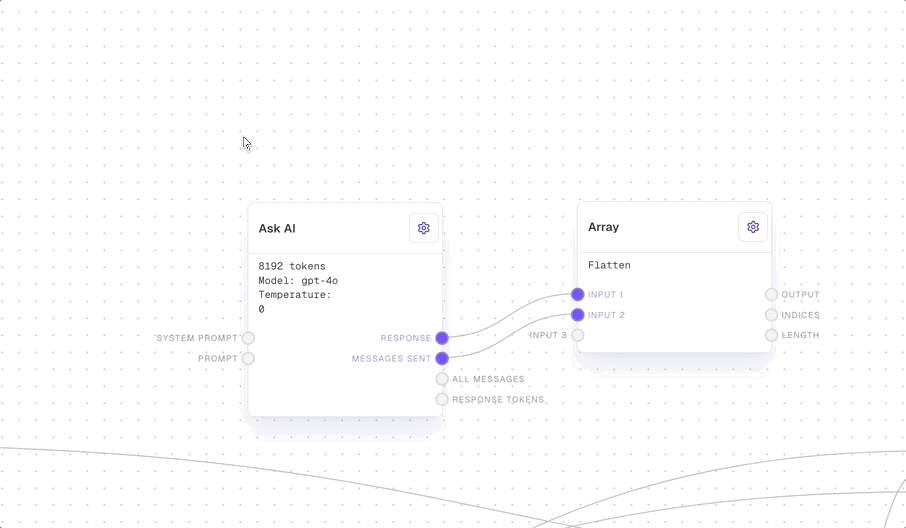 Ask AI
8192 tokens
Model: gpt-4o
Temperature:
0
SYSTEM PROMPT
PROMPT
RESPONSE
MESSAGES SENT
ALL MESSAGES
RESPONSE TOKENS
Array
Flatten
INPUT 1
INPUT 2
INPUT 3
OUTPUT
INDICES
LENGTH